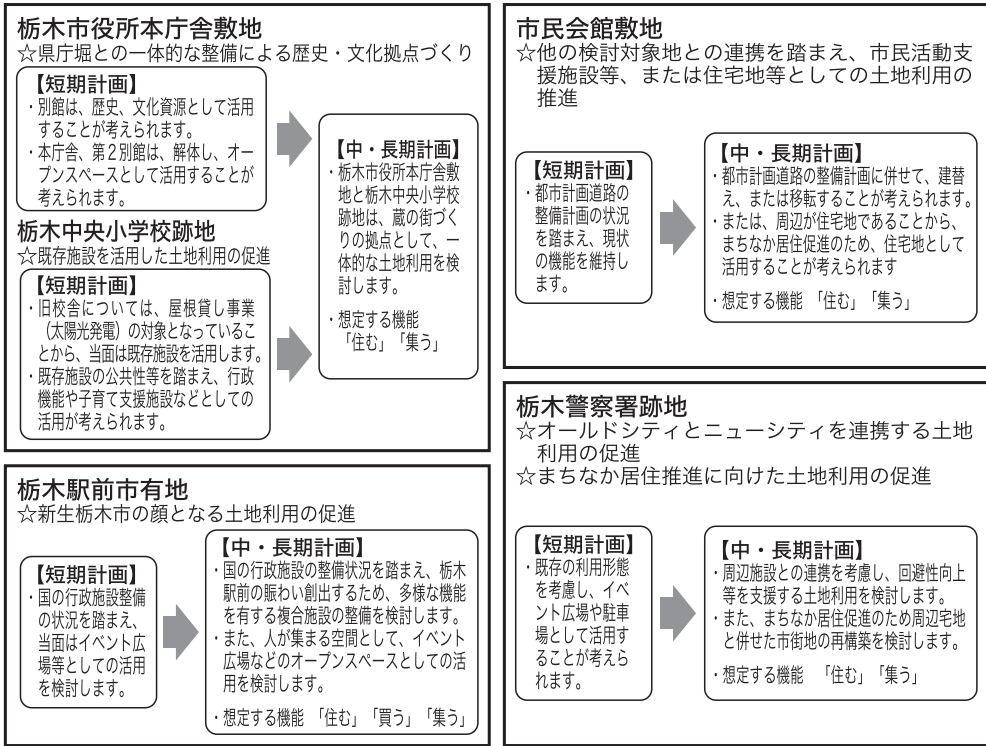 栃木市役所本庁舎敷地
☆県庁堀との一体的な整備による歴史・文化拠点づくり
【短期計画】
・別館は、歴史、文化資源として活用
することが考えられます。
・本庁舎、第２別館は、解体し、オー
プンスペースとして活用することが
考えられます。
栃木中央小学校跡地
☆既存施設を活用した土地利用の促進
【短期計画】
・旧校舎については、屋根貸し事業
（太陽光発電）の対象となっているこ
とから、当面は既存施設を活用します。
・既存施設の公共性等を踏まえ、行政
機能や子育て支援施設などとしての
活用が考えられます。
【中・長期計画】
・栃木市役所本庁舎敷
地と栃木中央小学校
跡地は、蔵の街づく
りの拠点として、一
体的な土地利用を検
討します。
・想定する機能
「住む」「集う」
市民会館敷地
☆他の検討対象地との連携を踏まえ、市民活動支
援施設等、または住宅地等としての土地利用の
推進
【短期計画】
・都市計画道路の
整備計画の状況
を踏まえ、現状
の機能を維持し
ます。
【中・長期計画】
・都市計画道路の整備計画に併せて、建替
え、または移転することが考えられます。
・または、周辺が住宅地であることから、
まちなか居住促進のため、住宅地として
活用することが考えられます
・想定する機能　「住む」「集う」
栃木駅前市有地
☆新生栃木市の顔となる土地利用の促進
【短期計画】
・国の行政施設整備
の状況を踏まえ、
当面はイベント広
場等としての活用
を検討します。
【中・長期計画】
・国の行政施設の整備状況を踏まえ、栃木
駅前の賑わい創出するため、多様な機能
を有する複合施設の整備を検討します。
・また、人が集まる空間として、イベント
広場などのオープンスペースとしての活
用を検討します。
・想定する機能　「住む」「買う」「集う」
栃木警察署跡地
☆オールドシティとニューシティを連携する土地
利用の促進
☆まちなか居住推進に向けた土地利用の促進
【短期計画】
・既存の利用形態
を考慮し、イベ
ント広場や駐車
場として活用す
ることが考えら
れます。
【中・長期計画】
・周辺施設との連携を考慮し、回避性向上
等を支援する土地利用を検討します。
・また、まちなか居住促進のため周辺宅地
と併せた市街地の再構築を検討します。
・想定する機能　「住む」「集う」